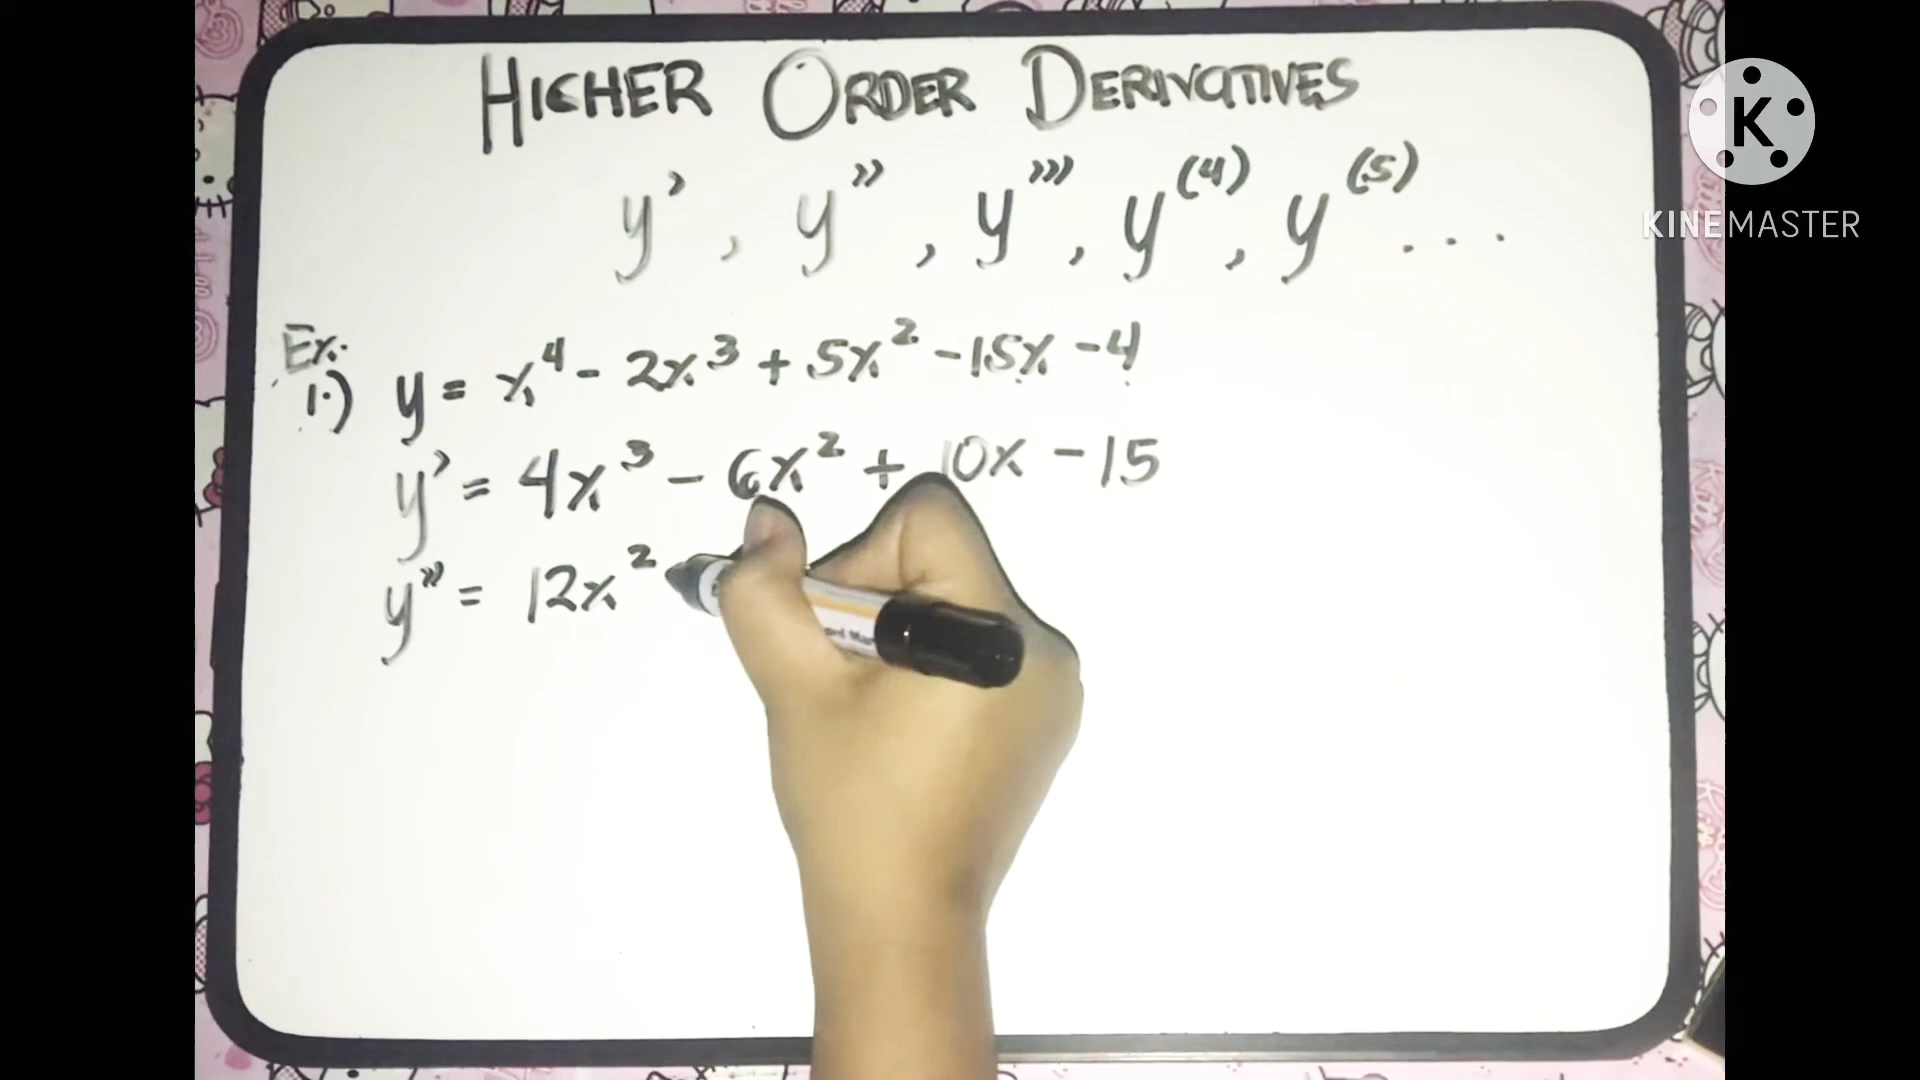 HIGHER ORDER DERIVATIVES
y', y'', y''', y⁽⁴⁾, y⁽⁵⁾ ...
Ex:
1.) y = x⁴ - 2x³ + 5x² - 15x - 4
y' = 4x³ - 6x² + 10x - 15
y'' = 12x²
K
KINEMASTER